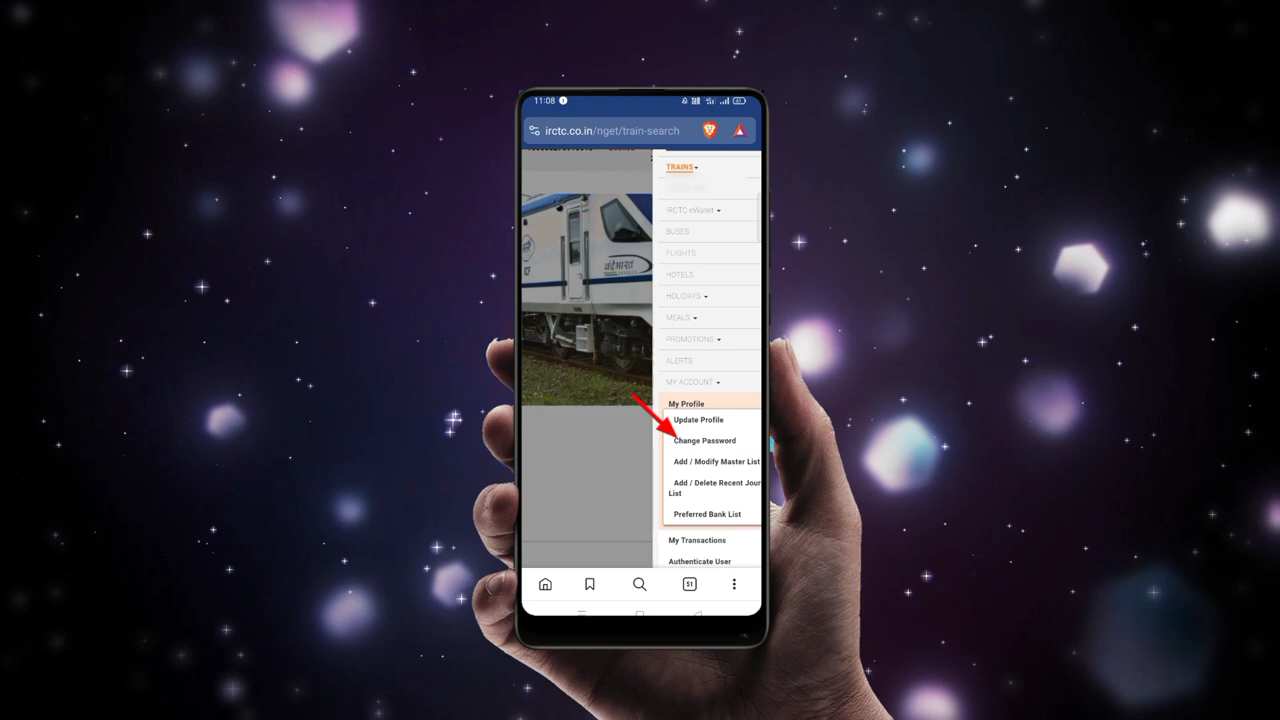 11:08
irctc.co.in/nget/train-search
TRAINS
IRCTC eWallet
BUSES
FLIGHTS
HOTELS
HOLIDAYS
MEALS
PROMOTIONS
ALERTS
MY ACCOUNT
My Profile
Update Profile
Change Password
Add / Modify Master List
Add / Delete Recent Jour
List
Preferred Bank List
My Transactions
Authenticate User
वंदे भारत
ICF
51